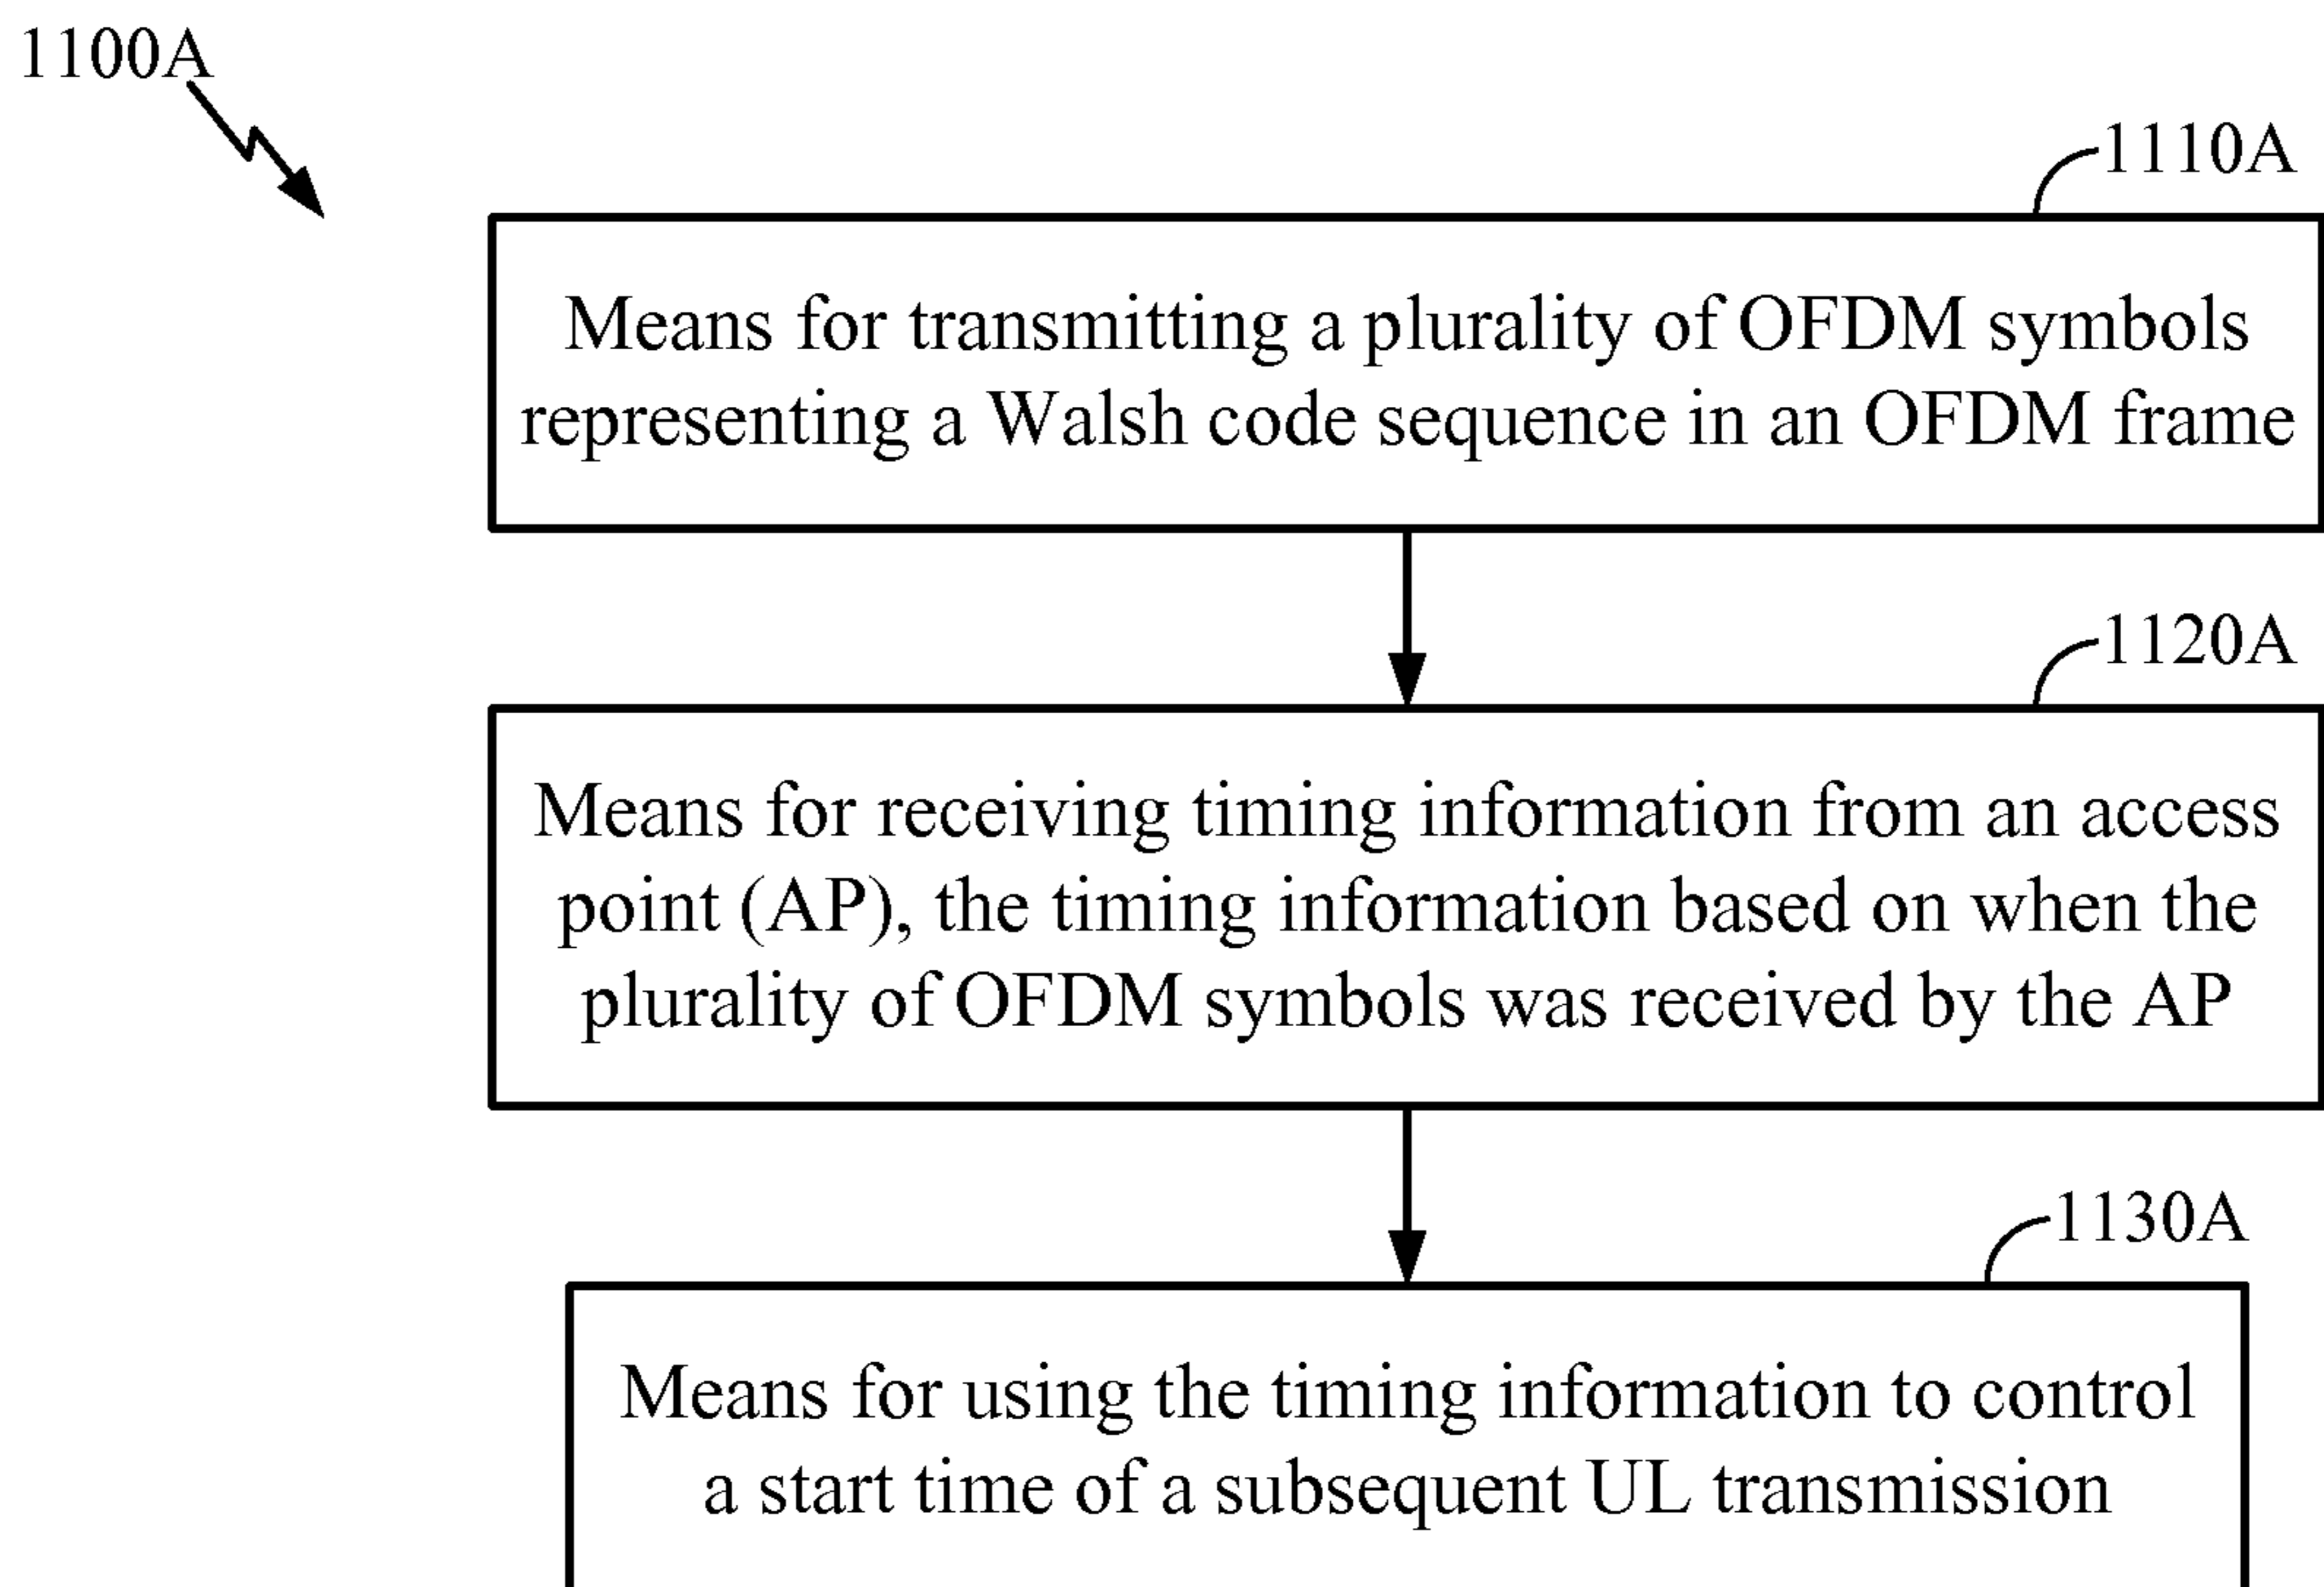 1100A
1110A
Means for transmitting a plurality of OFDM symbols
representing a Walsh code sequence in an OFDM frame
1120A
Means for receiving timing information from an access
point (AP), the timing information based on when the
plurality of OFDM symbols was received by the AP
1130A
Means for using the timing information to control
a start time of a subsequent UL transmission